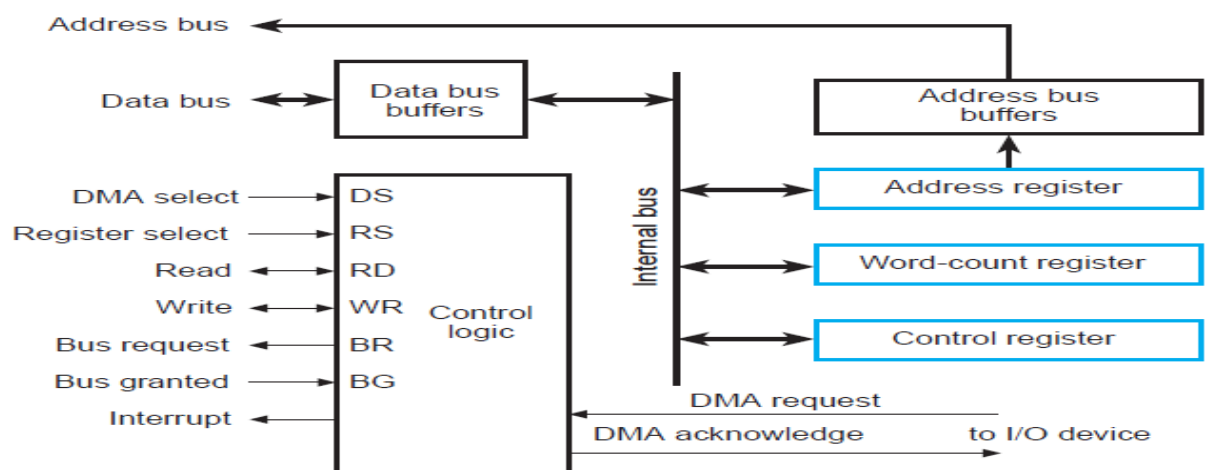 Address bus
Data bus
Data bus
buffers
Address bus
buffers
Internal bus
Address register
Word-count register
Control register
DMA select
DS
Register select
RS
Read
RD
Write
WR
Control
logic
Bus request
BR
Bus granted
BG
Interrupt
DMA request
DMA acknowledge
to I/O device